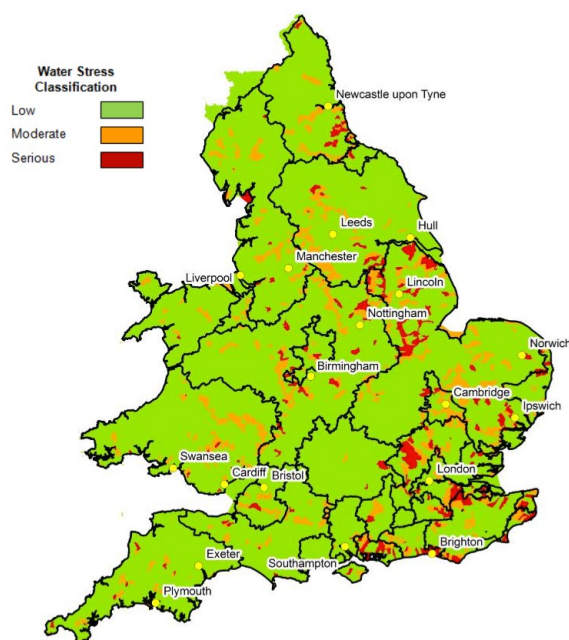 Water Stress
Classification
Low
Moderate
Serious
Newcastle upon Tyne
Leeds
Hull
Manchester
Liverpool
Lincoln
Nottingham
Norwich
Birmingham
Cambridge
Ipswich
Swansea
Cardiff
Bristol
London
Brighton
Southampton
Exeter
Plymouth